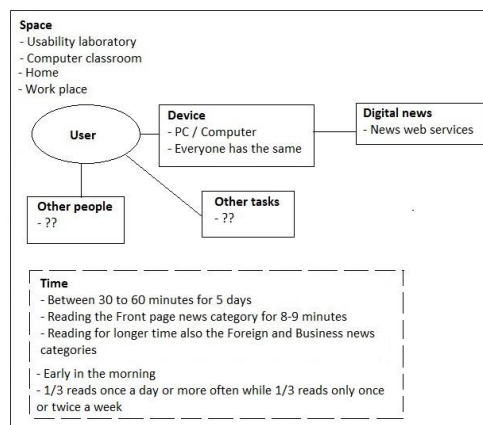 Space
- Usability laboratory
- Computer classroom
- Home
- Work place
User
Device
- PC / Computer
- Everyone has the same
Digital news
- News web services
Other people
- ??
Other tasks
- ??
Time
- Between 30 to 60 minutes for 5 days
- Reading the Front page news category for 8-9 minutes
- Reading for longer time also the Foreign and Business news
categories
- Early in the morning
- 1/3 reads once a day or more often while 1/3 reads only once
or twice a week